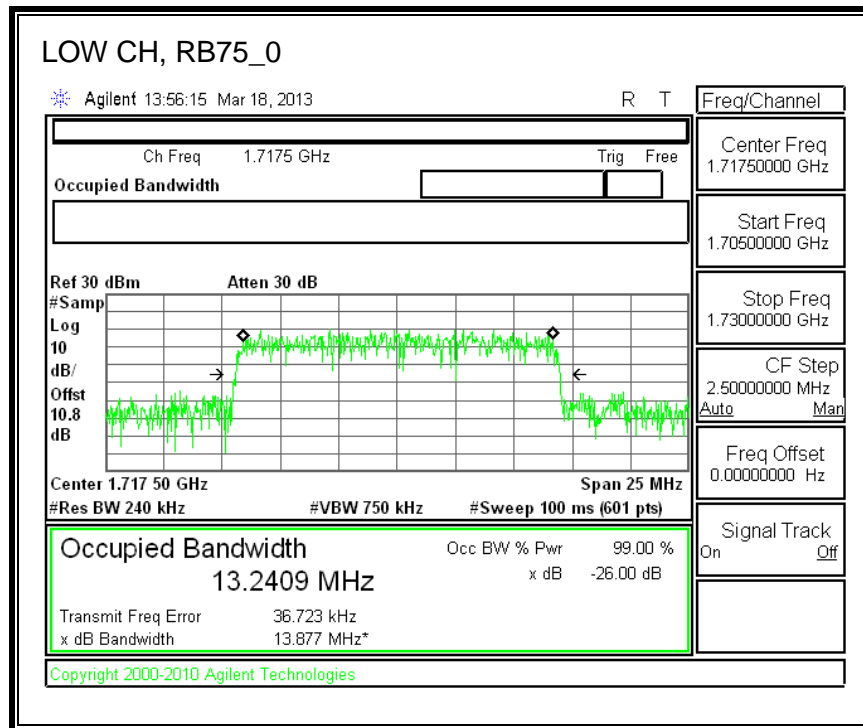 LOW CH, RB75_0
Agilent 13:56:15 Mar 18, 2013 R T
Freq/Channel
Ch Freq 1.7175 GHz Trig Free
Occupied Bandwidth
Center Freq
1.71750000 GHz
Start Freq
1.70500000 GHz
Stop Freq
1.73000000 GHz
CF Step
2.50000000 MHz
Auto Man
Freq Offset
0.00000000 Hz
Signal Track
On Off
Ref 30 dBm Atten 30 dB
#Samp
Log
10
dB/
Offst
10.8
dB
Center 1.717 50 GHz Span 25 MHz
#Res BW 240 kHz #VBW 750 kHz #Sweep 100 ms (601 pts)
Occupied Bandwidth Occ BW % Pwr 99.00 %
13.2409 MHz x dB -26.00 dB
Transmit Freq Error 36.723 kHz
x dB Bandwidth 13.877 MHz*
Copyright 2000-2010 Agilent Technologies